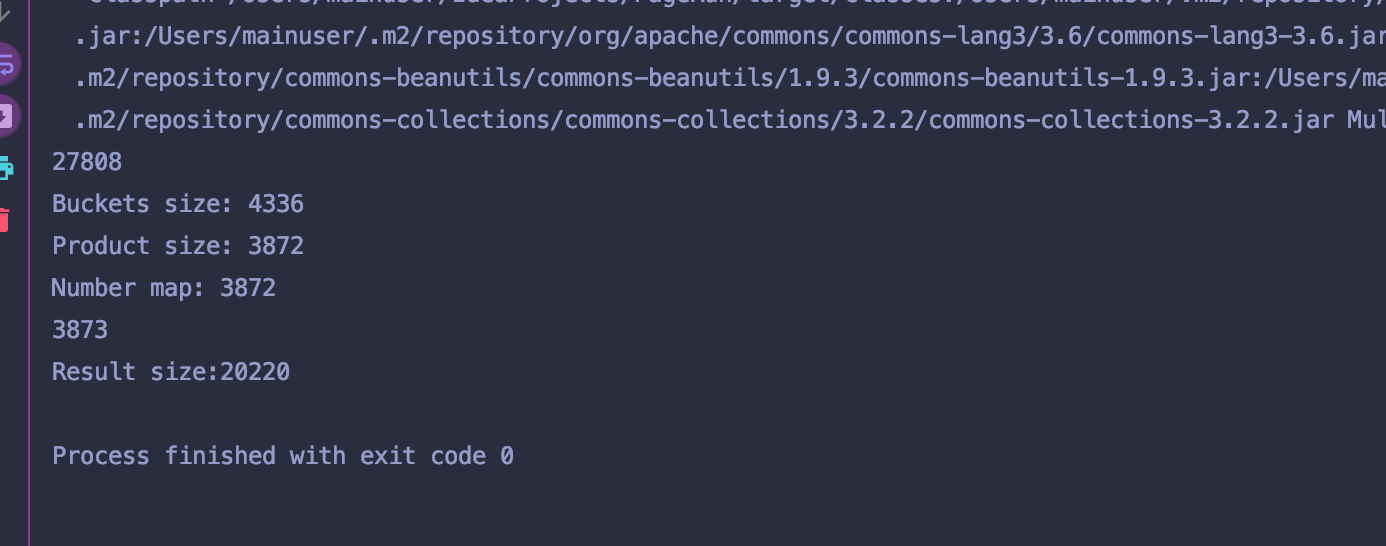 .jar:/Users/mainuser/.m2/repository/org/apache/commons/commons-lang3/3.6/commons-lang3-3.6.jar
.m2/repository/commons-beanutils/commons-beanutils/1.9.3/commons-beanutils-1.9.3.jar:/Users/ma
.m2/repository/commons-collections/commons-collections/3.2.2/commons-collections-3.2.2.jar Mul
27808
Buckets size: 4336
Product size: 3872
Number map: 3872
3873
Result size:20220
Process finished with exit code 0